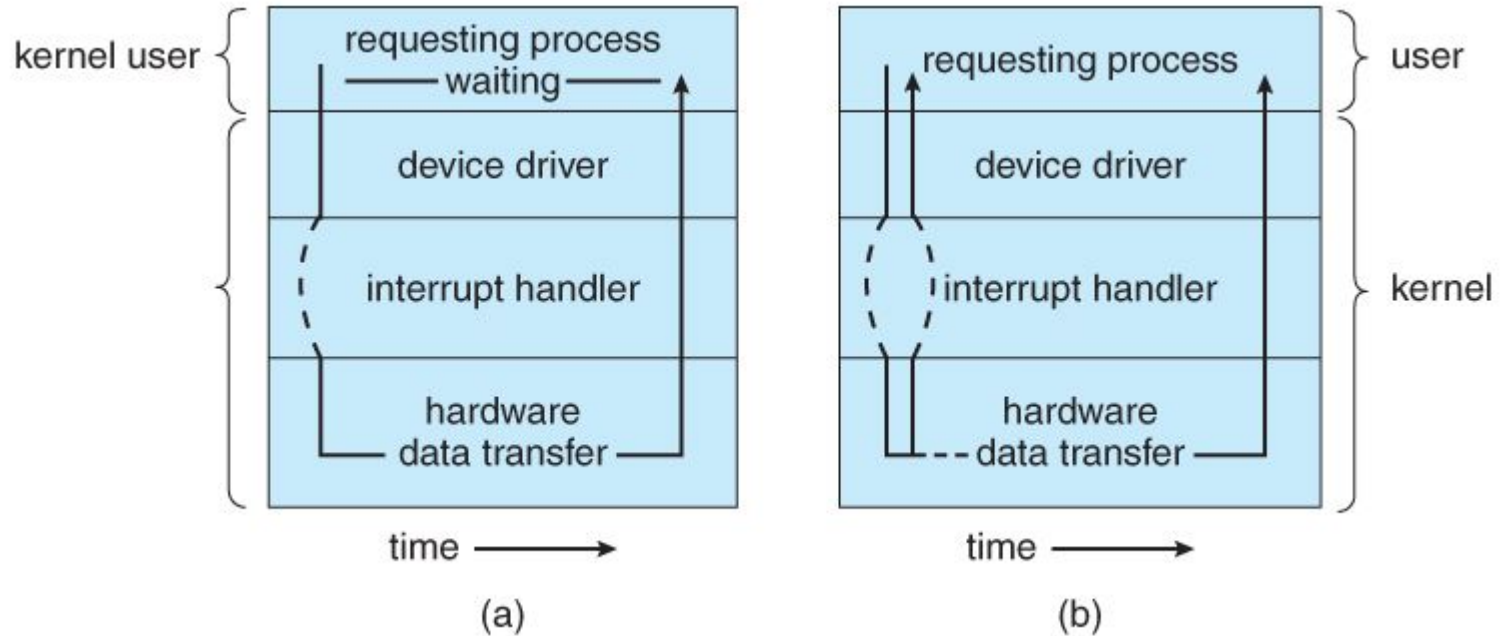 kernel user
requesting process
waiting
device driver
interrupt handler
hardware
data transfer
time
(a)
requesting process
device driver
interrupt handler
hardware
data transfer
time
(b)
user
kernel